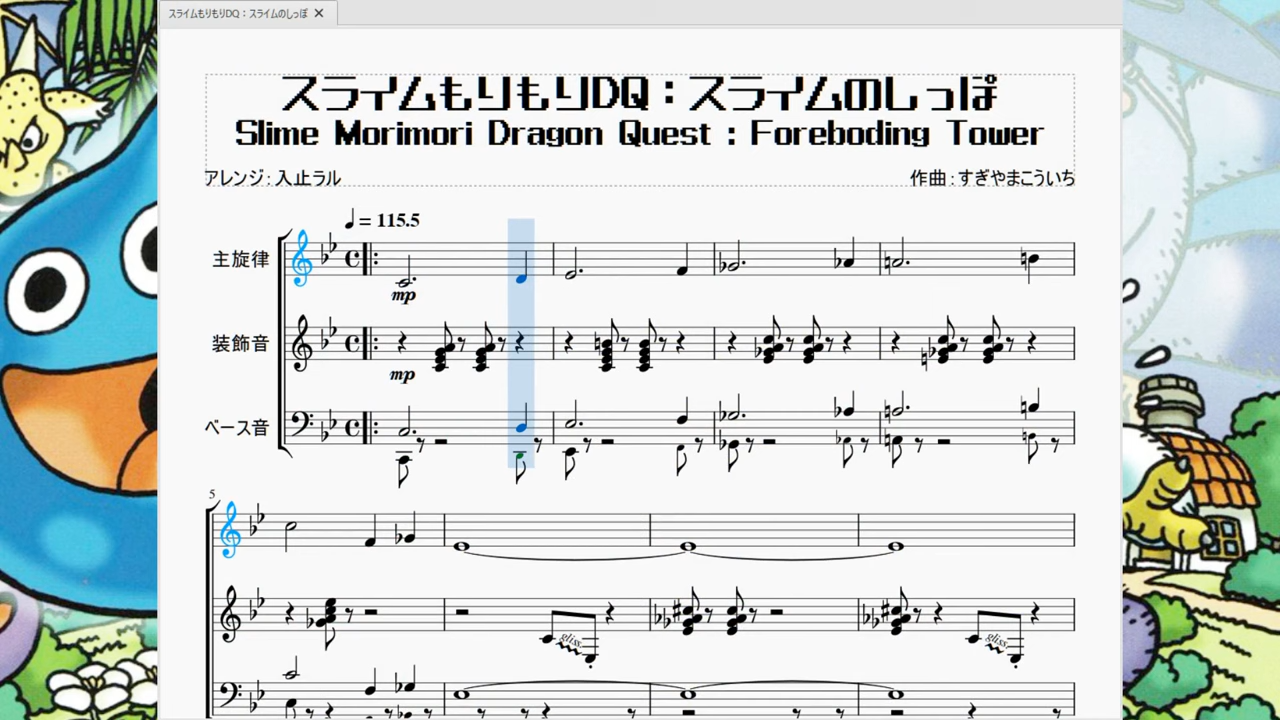 スライムもりもりDQ：スライムのしっぽ ✕
スライムもりもりDQ：スライムのしっぽ
Slime Morimori Dragon Quest : Foreboding Tower
アレンジ: 入止ラル
作曲 : すぎやまこういち
♩ = 115.5
主旋律
mp
装飾音
mp
ベース音
5
gliss.
gliss.